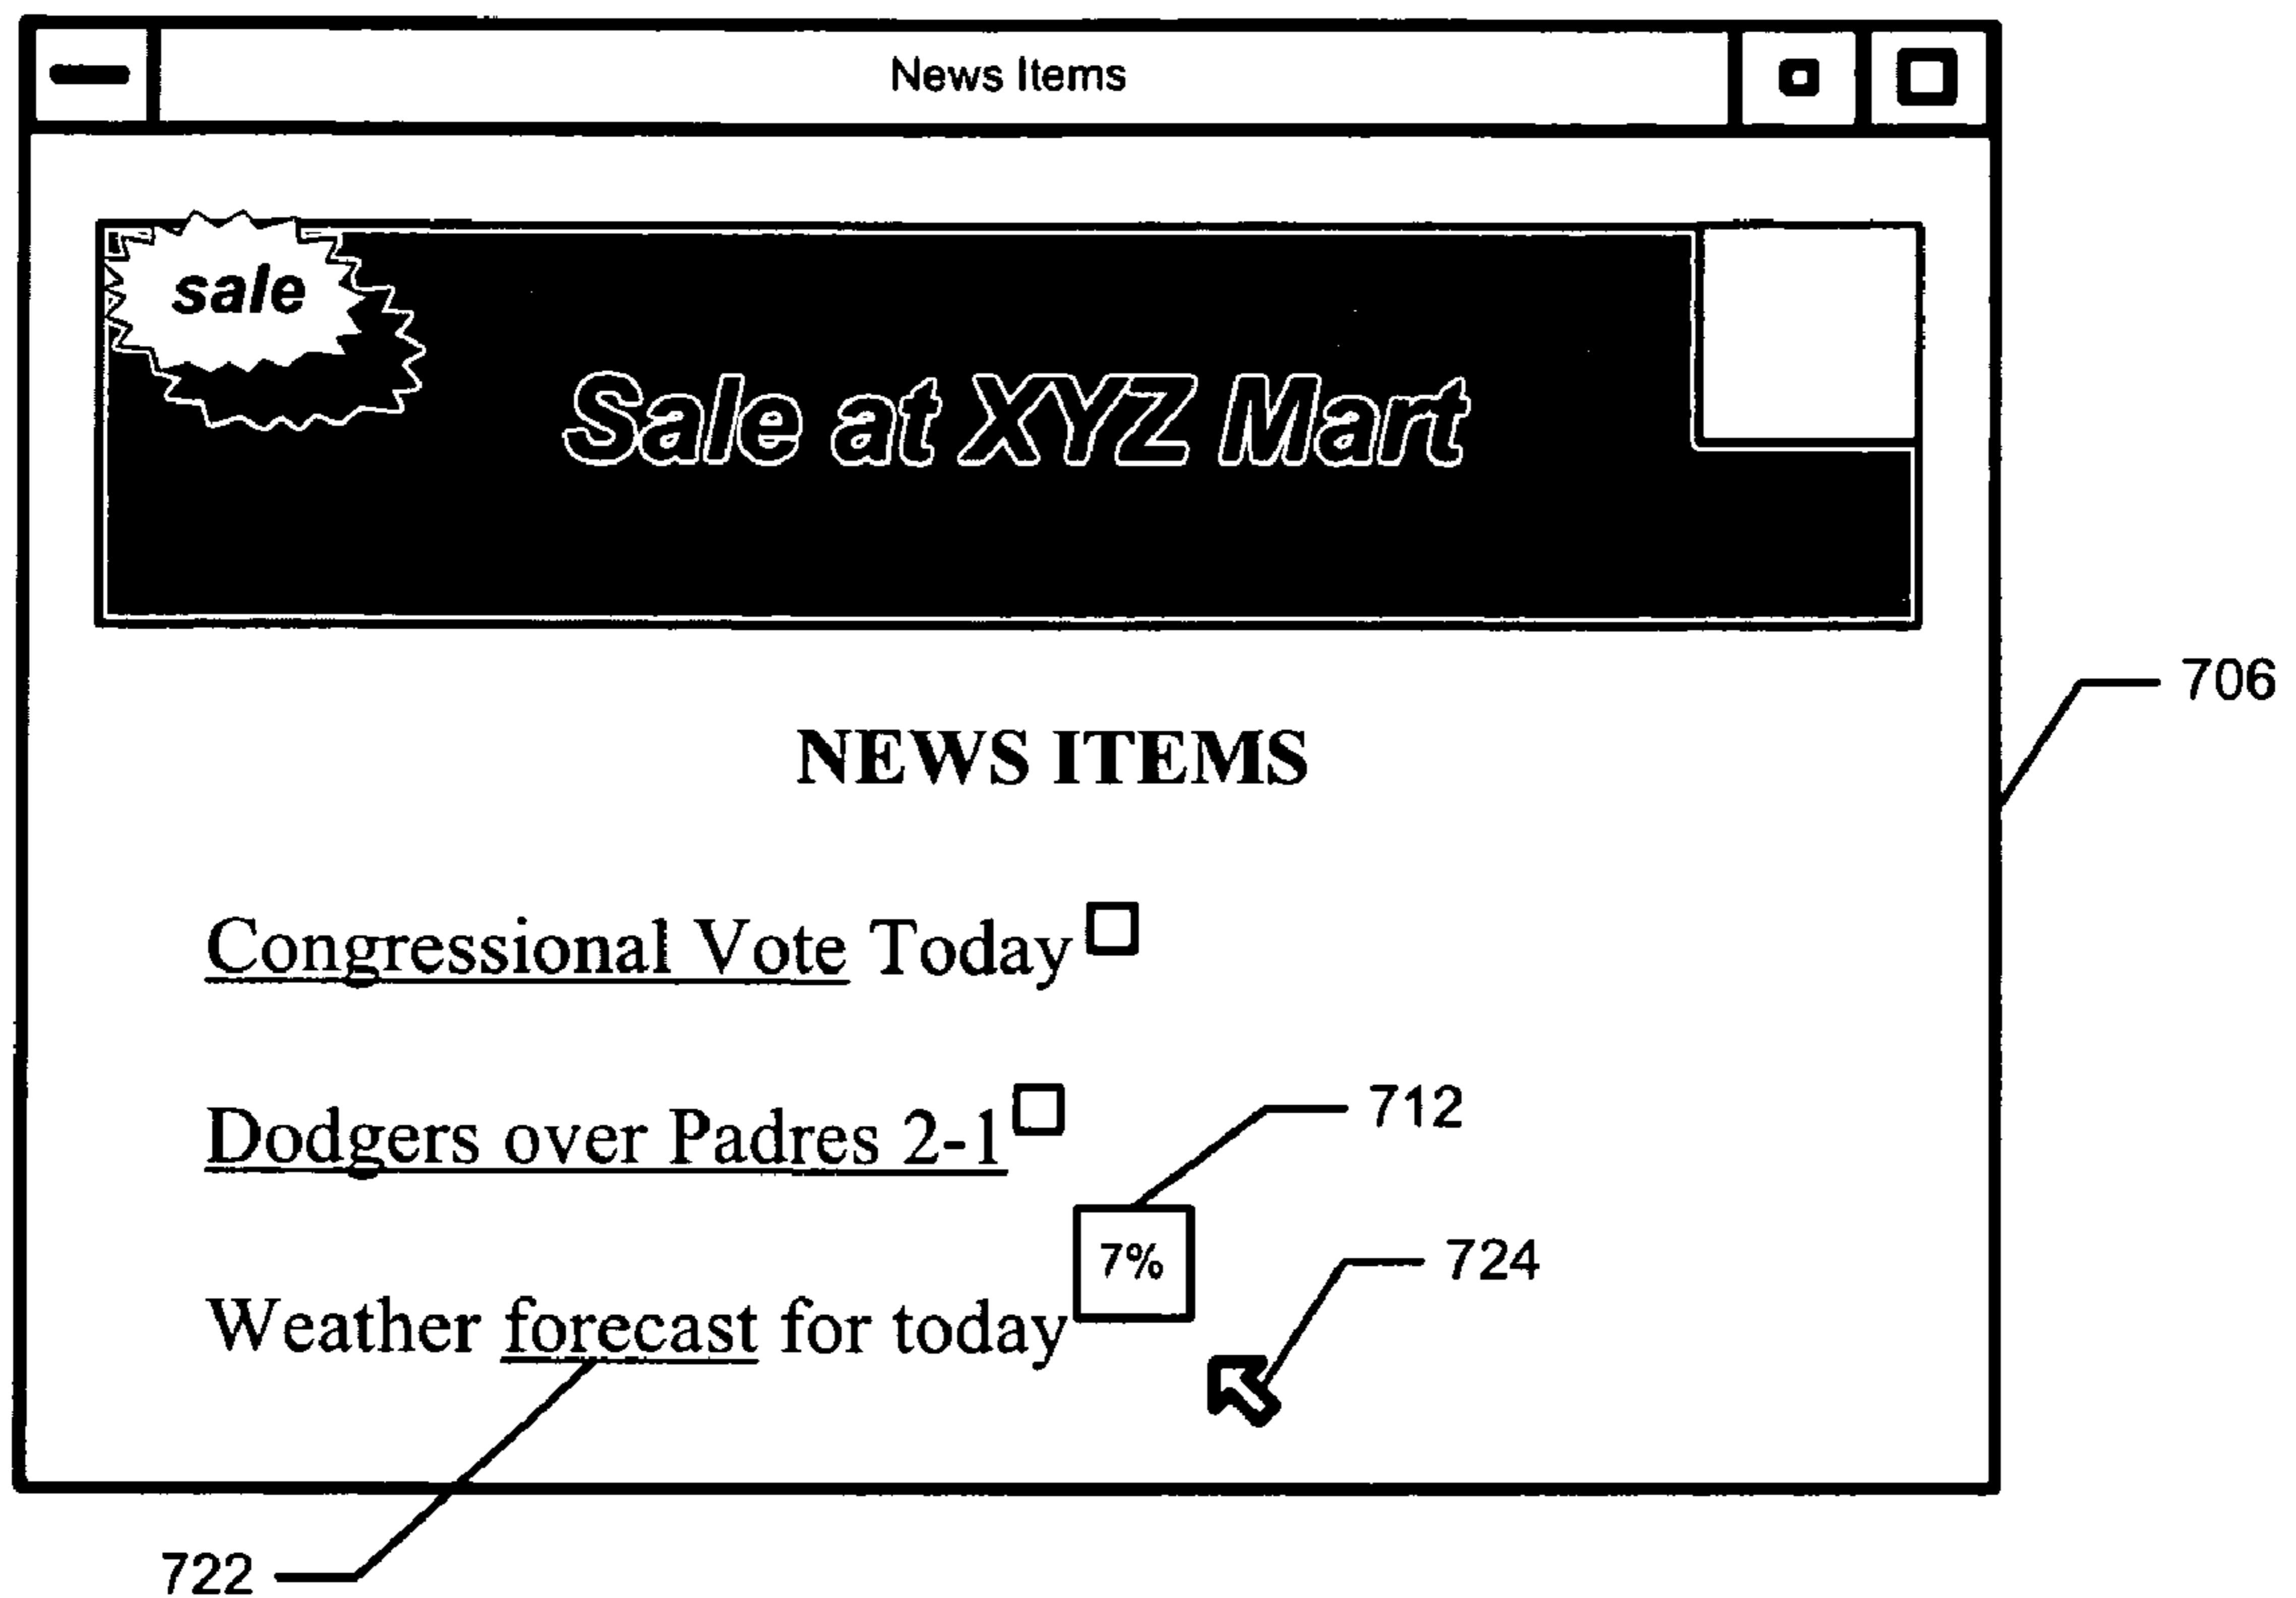 News Items
sale
Sale at XYZ Mart
706
NEWS ITEMS
Congressional Vote Today
Dodgers over Padres 2-1
712
7%
724
Weather forecast for today
722